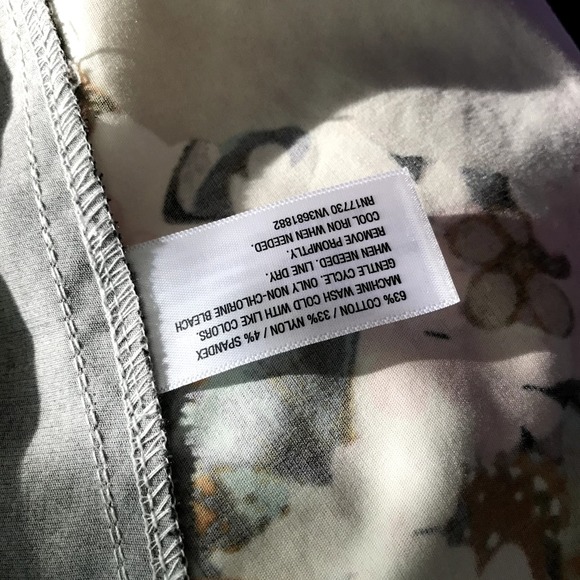 63% COTTON / 33% NYLON / 4% SPANDEX
MACHINE WASH COLD WITH LIKE COLORS.
GENTLE CYCLE. ONLY NON-CHLORINE BLEACH
WHEN NEEDED. LINE DRY.
REMOVE PROMPTLY.
COOL IRON WHEN NEEDED.
RN17730 VN3681882